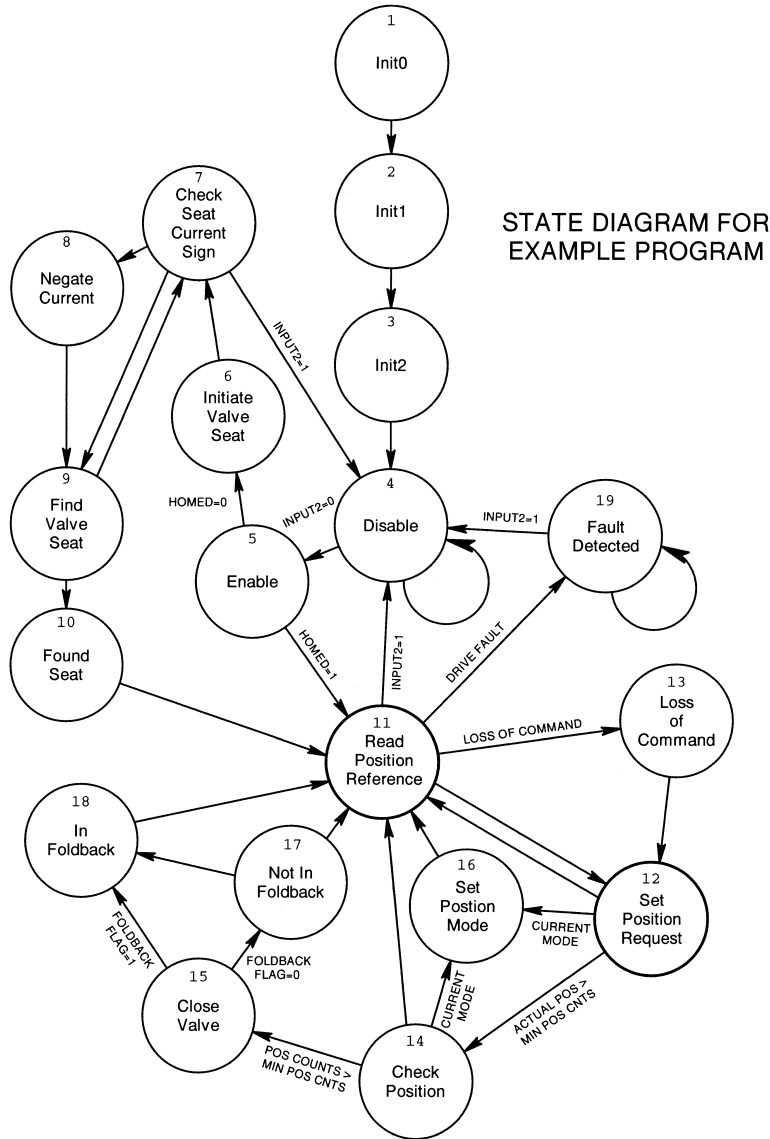 1
Init0
2
Init1
STATE DIAGRAM FOR
EXAMPLE PROGRAM
3
Init2
7
Check
Seat
Current
Sign
8
Negate
Current
INPUT2=1
6
Initiate
Valve
Seat
HOMED=0
INPUT2=0
4
Disable
INPUT2=1
19
Fault
Detected
9
Find
Valve
Seat
5
Enable
10
Found
Seat
HOMED=1
INPUT2=1
DRIVE FAULT
11
Read
Position
Reference
LOSS OF COMMAND
13
Loss
of
Command
18
In
Foldback
17
Not In
Foldback
16
Set
Postion
Mode
12
Set
Position
Request
CURRENT
MODE
FOLDBACK
FLAG=1
FOLDBACK
FLAG=0
15
Close
Valve
CURRENT
MODE
ACTUAL POS >
MIN POS CNTS
POS COUNTS >
MIN POS CNTS
14
Check
Position